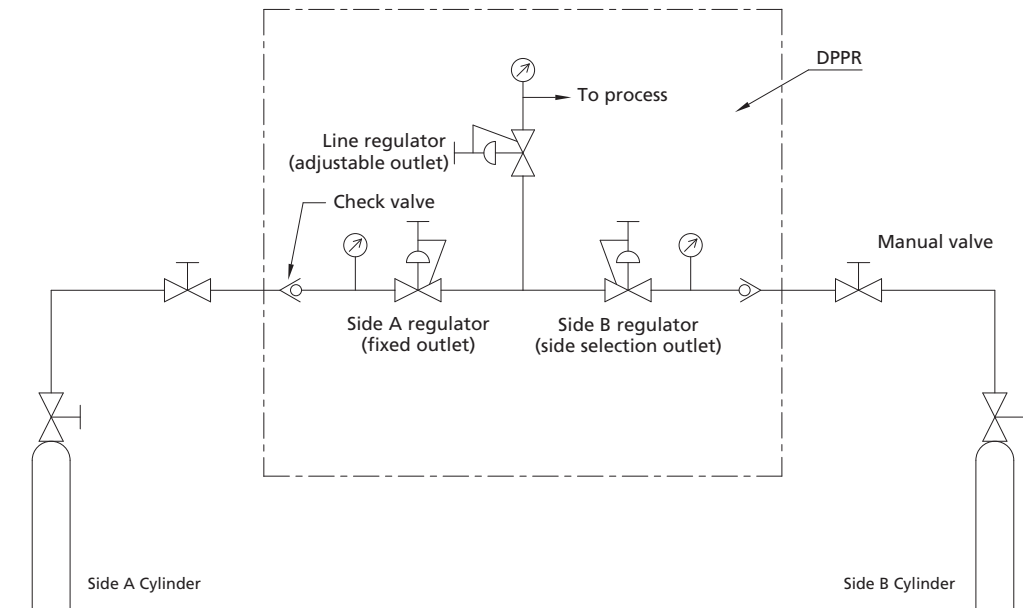 DPPR
To process
Line regulator
(adjustable outlet)
Check valve
Manual valve
Side A regulator
(fixed outlet)
Side B regulator
(side selection outlet)
Side A Cylinder
Side B Cylinder